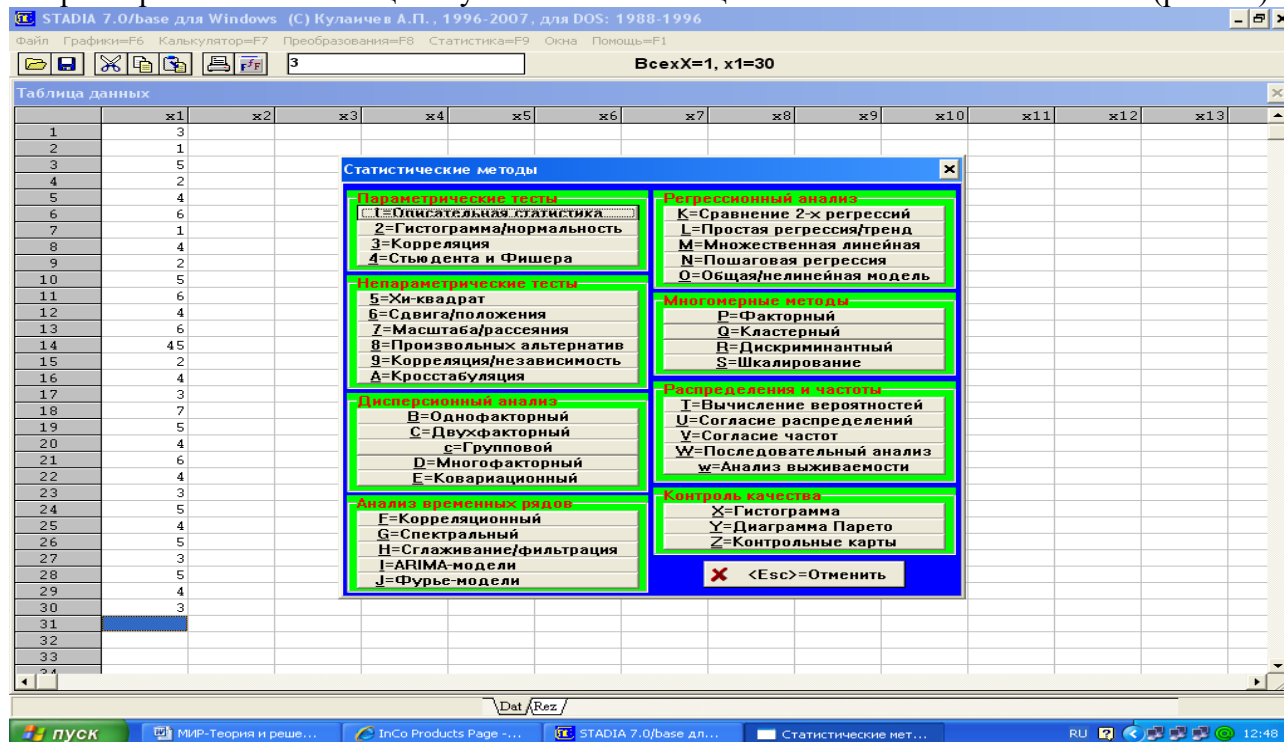 STADIA 7.0/base для Windows (C) Кулаичев А.П., 1996-2007, для DOS: 1988-1996
Файл Графики=F6 Калькулятор=F7 Преобразования=F8 Статистика=F9 Окна Помощь=F1
3 ВсехX=1, x1=30
Таблица данных
x1 x2 x3 x4 x5 x6 x7 x8 x9 x10 x11 x12 x13
1 3
2 1
3 5
4 2
5 4
6 6
7 1
8 4
9 2
10 5
11 6
12 4
13 6
14 45
15 2
16 4
17 3
18 7
19 5
20 4
21 6
22 4
23 3
24 5
25 4
26 5
27 3
28 5
29 4
30 3
31
32
33
34
Статистические методы
Параметрические тесты
1=Описательная статистика
2=Гистограмма/нормальность
3=Корреляция
4=Стьюдента и Фишера
Непараметрические тесты
5=Хи-квадрат
6=Сдвига/положения
7=Масштаба/рассеяния
8=Произвольных альтернатив
9=Корреляция/независимость
A=Кросстабуляция
Дисперсионный анализ
B=Однофакторный
C=Двухфакторный
c=Групповой
D=Многофакторный
E=Ковариационный
Анализ временных рядов
F=Корреляционный
G=Спектральный
H=Сглаживание/фильтрация
I=ARIMA-модели
J=Фурье-модели
Регрессионный анализ
K=Сравнение 2-х регрессий
L=Простая регрессия/тренд
M=Множественная линейная
N=Пошаговая регрессия
O=Общая/нелинейная модель
Многомерные методы
P=Факторный
Q=Кластерный
R=Дискриминантный
S=Шкалирование
Распределения и частоты
T=Вычисление вероятностей
U=Согласие распределений
V=Согласие частот
W=Последовательный анализ
w=Анализ выживаемости
Контроль качества
X=Гистограмма
Y=Диаграмма Парето
Z=Контрольные карты
<Esc>=Отменить
Dat Rez
пуск МИР-Теория и реше... InCo Products Page -... STADIA 7.0/base дл... Статистические мет... RU 12:48